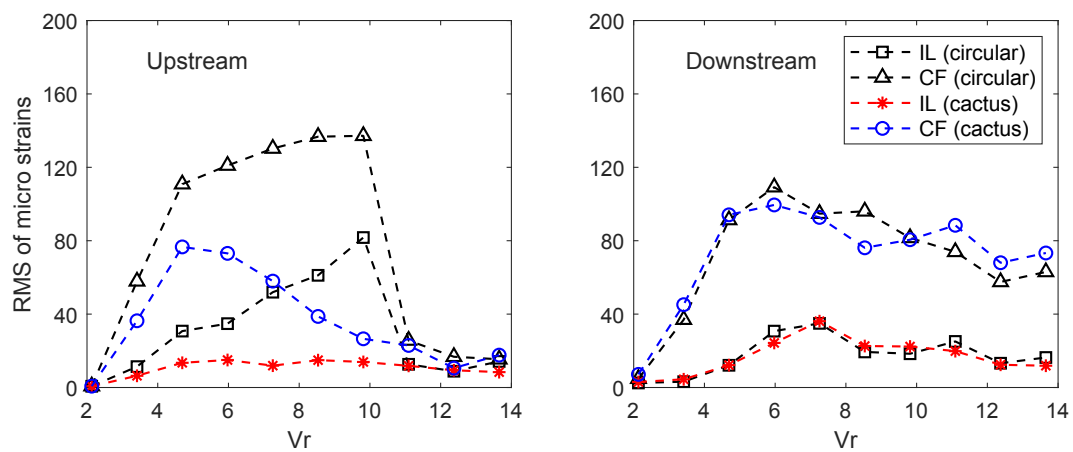 RMS of micro strains
200
160
120
80
40
0
Upstream
2
4
6
8
10
12
14
Vr
200
160
120
80
40
0
Downstream
IL (circular)
CF (circular)
IL (cactus)
CF (cactus)
2
4
6
8
10
12
14
Vr